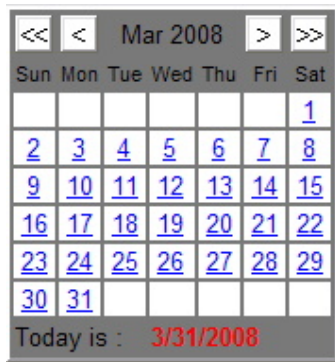 << < Mar 2008 > >>
Sun Mon Tue Wed Thu Fri Sat
1
2 3 4 5 6 7 8
9 10 11 12 13 14 15
16 17 18 19 20 21 22
23 24 25 26 27 28 29
30 31
Today is : 3/31/2008